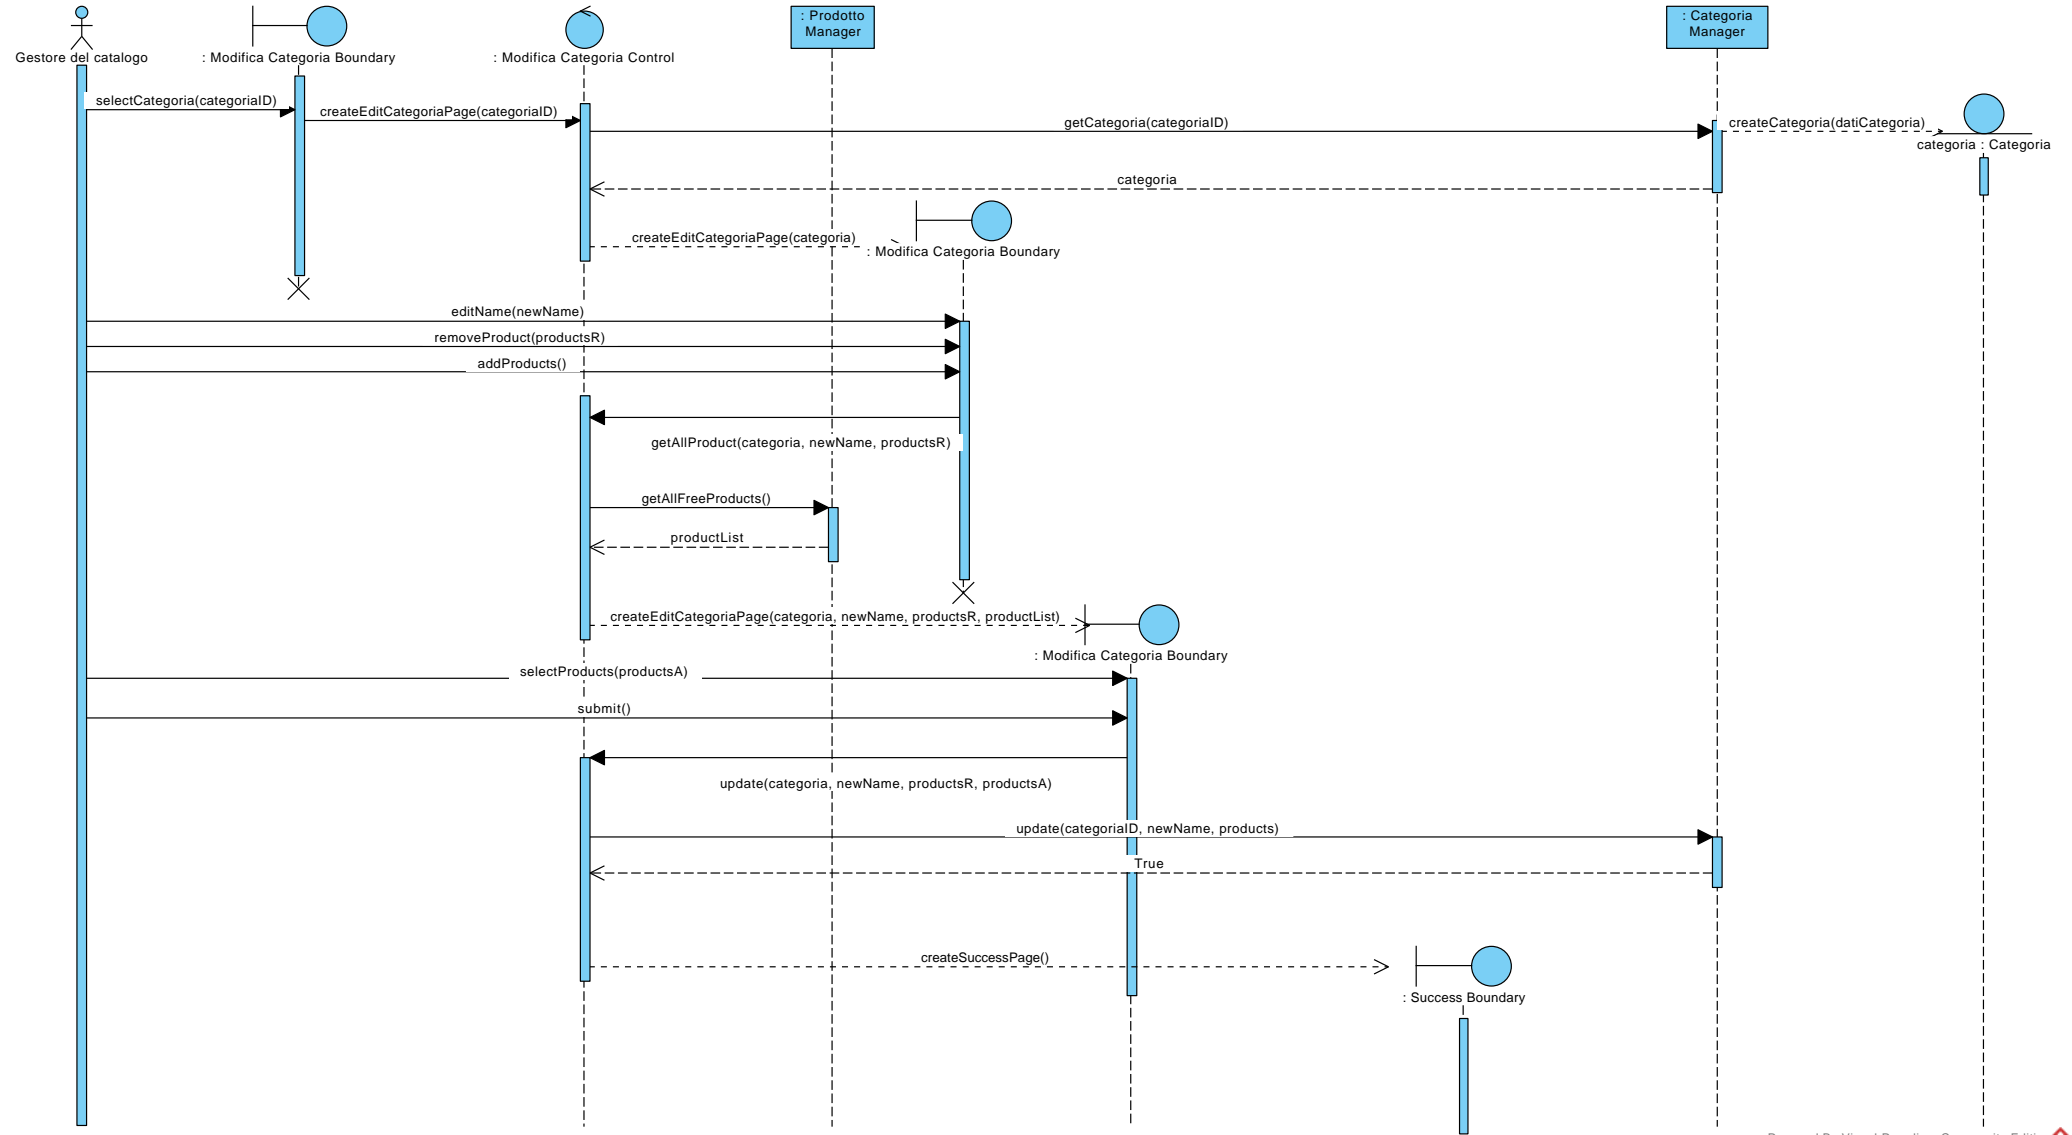 : Prodotto
Manager
: Categoria
Manager
Gestore del catalogo
: Modifica Categoria Boundary
: Modifica Categoria Control
selectCategoria(categoriaID)
createEditCategoriaPage(categoriaID)
getCategoria(categoriaID)
createCategoria(datiCategoria)
categoria : Categoria
categoria
createEditCategoriaPage(categoria)
: Modifica Categoria Boundary
editName(newName)
removeProduct(productsR)
addProducts()
getAllProduct(categoria, newName, productsR)
getAllFreeProducts()
productList
createEditCategoriaPage(categoria, newName, productsR, productList)
: Modifica Categoria Boundary
selectProducts(productsA)
submit()
update(categoria, newName, productsR, productsA)
update(categoriaID, newName, products)
True
createSuccessPage()
: Success Boundary